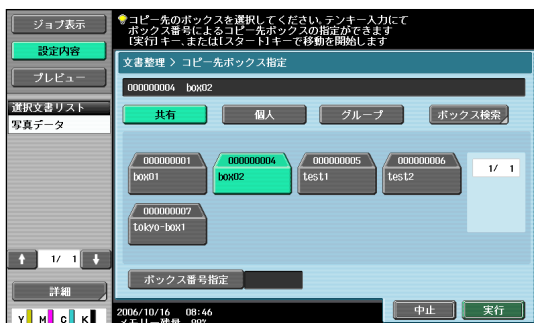 ジョブ表示
設定内容
プレビュー
選択文書リスト
写真データ
1/ 1
詳細
Y M C K
コピー先のボックスを選択してください。テンキー入力にて
ボックス番号によるコピー先ボックスの指定ができます
[実行]キー、または[スタート]キーで移動を開始します
文書整理 > コピー先ボックス指定
000000004 box02
共有 個人 グループ ボックス検索
000000001 000000004 000000005 000000006
box01 box02 test1 test2
1/ 1
000000007
tokyo-box1
ボックス番号指定
中止 実行
2006/10/16 08:46
メモリー残量 99%